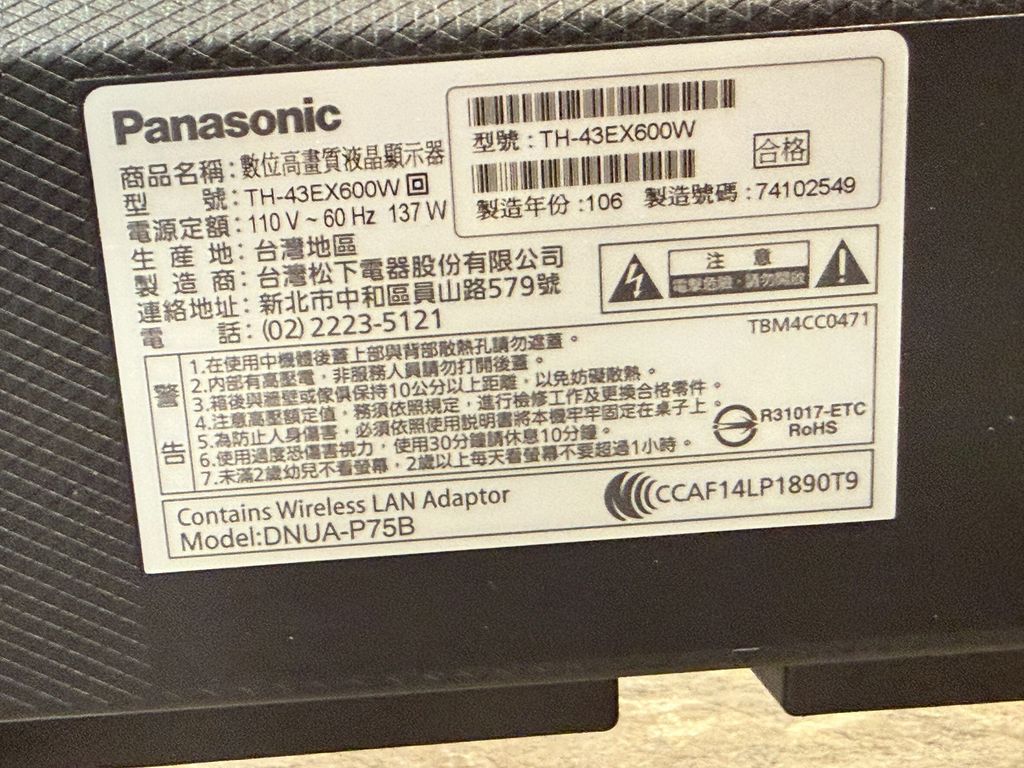 Panasonic
商品名稱:數位高畫質液晶顯示器
型 號:TH-43EX600W
電源定額:110 V ~ 60 Hz 137 W
生 產 地:台灣地區
製 造 商:台灣松下電器股份有限公司
連絡地址:新北市中和區員山路579號
電 話:(02) 2223-5121
型號:TH-43EX600W
合格
製造年份:106 製造號碼:74102549
注 意
電擊危險‧請勿開啟
TBM4CC0471
警告
1.在使用中機體後蓋上部與背部散熱孔請勿遮蓋。
2.內部有高壓電,非服務人員請勿打開後蓋。
3.箱後與牆壁或傢俱保持10公分以上距離,以免妨礙散熱。
4.注意高壓額定值,務須依照規定,進行檢修工作及更換合格零件。
5.為防止人身傷害,必須依照使用說明書將本機牢牢固定在桌子上。
6.使用過度恐傷害視力,使用30分鐘請休息10分鐘。
7.未滿2歲幼兒不看螢幕,2歲以上每天看螢幕不要超過1小時。
R31017-ETC
RoHS
Contains Wireless LAN Adaptor
Model:DNUA-P75B
CCAF14LP1890T9